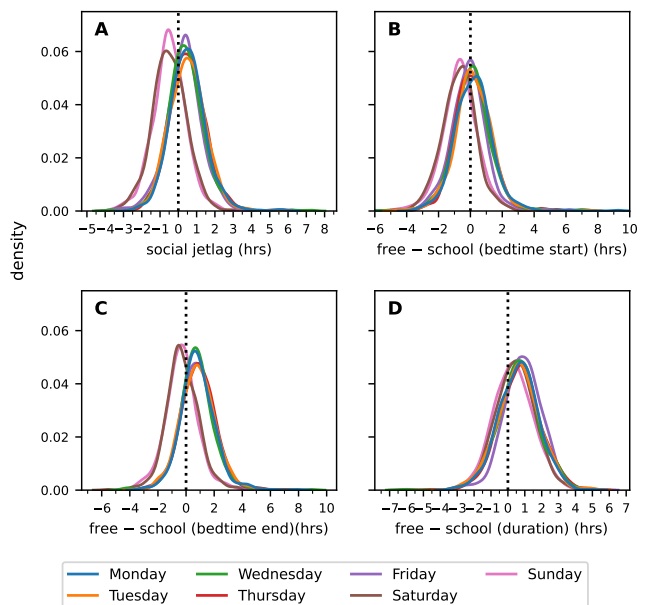 A
B
0.06
0.04
0.02
0.00
−5−4−3−2−1 0 1 2 3 4 5 6 7 8
−6 −4 −2 0 2 4 6 8 10
social jetlag (hrs)
free − school (bedtime start) (hrs)
density
C
D
0.06
0.04
0.02
0.00
−6 −4 −2 0 2 4 6 8 10
−7−6−5−4−3−2−1 0 1 2 3 4 5 6 7
free − school (bedtime end)(hrs)
free − school (duration) (hrs)
Monday Wednesday Friday Sunday
Tuesday Thursday Saturday